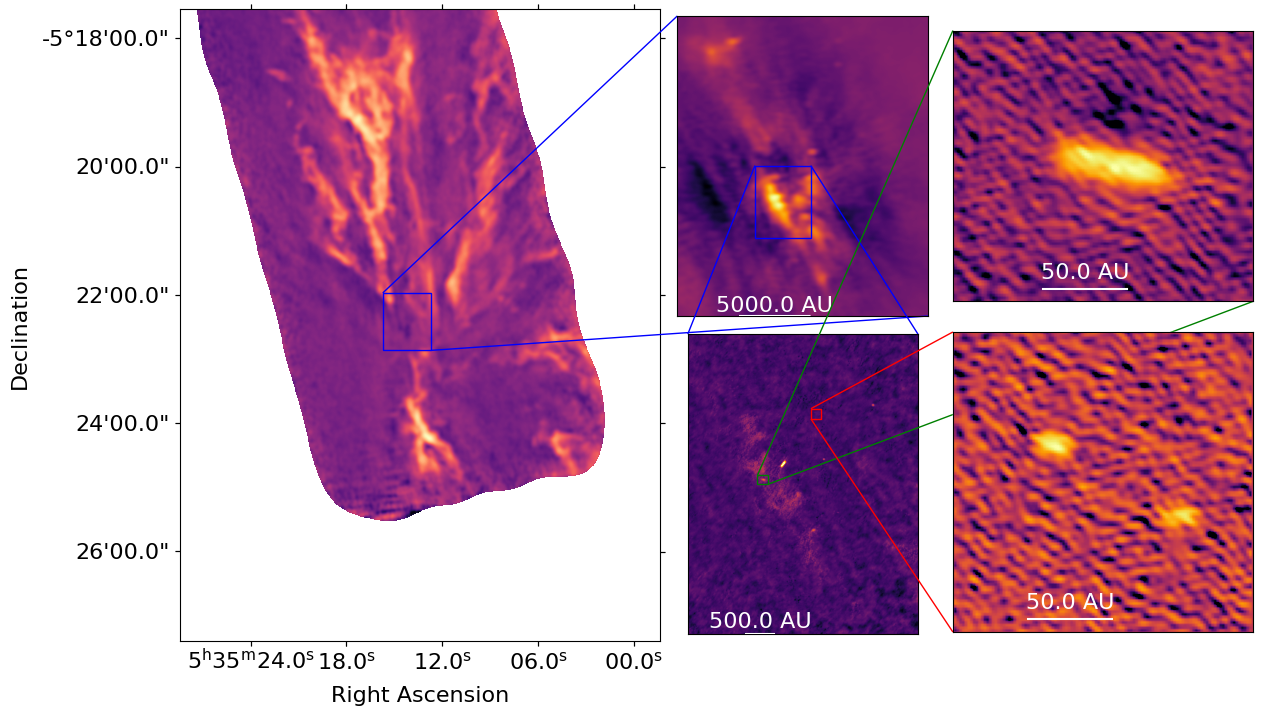 -5°18'00.0"
20'00.0"
22'00.0"
24'00.0"
26'00.0"
Declination
5ʰ35ᵐ24.0ˢ 18.0ˢ 12.0ˢ 06.0ˢ 00.0ˢ
Right Ascension
5000.0 AU
500.0 AU
50.0 AU
50.0 AU